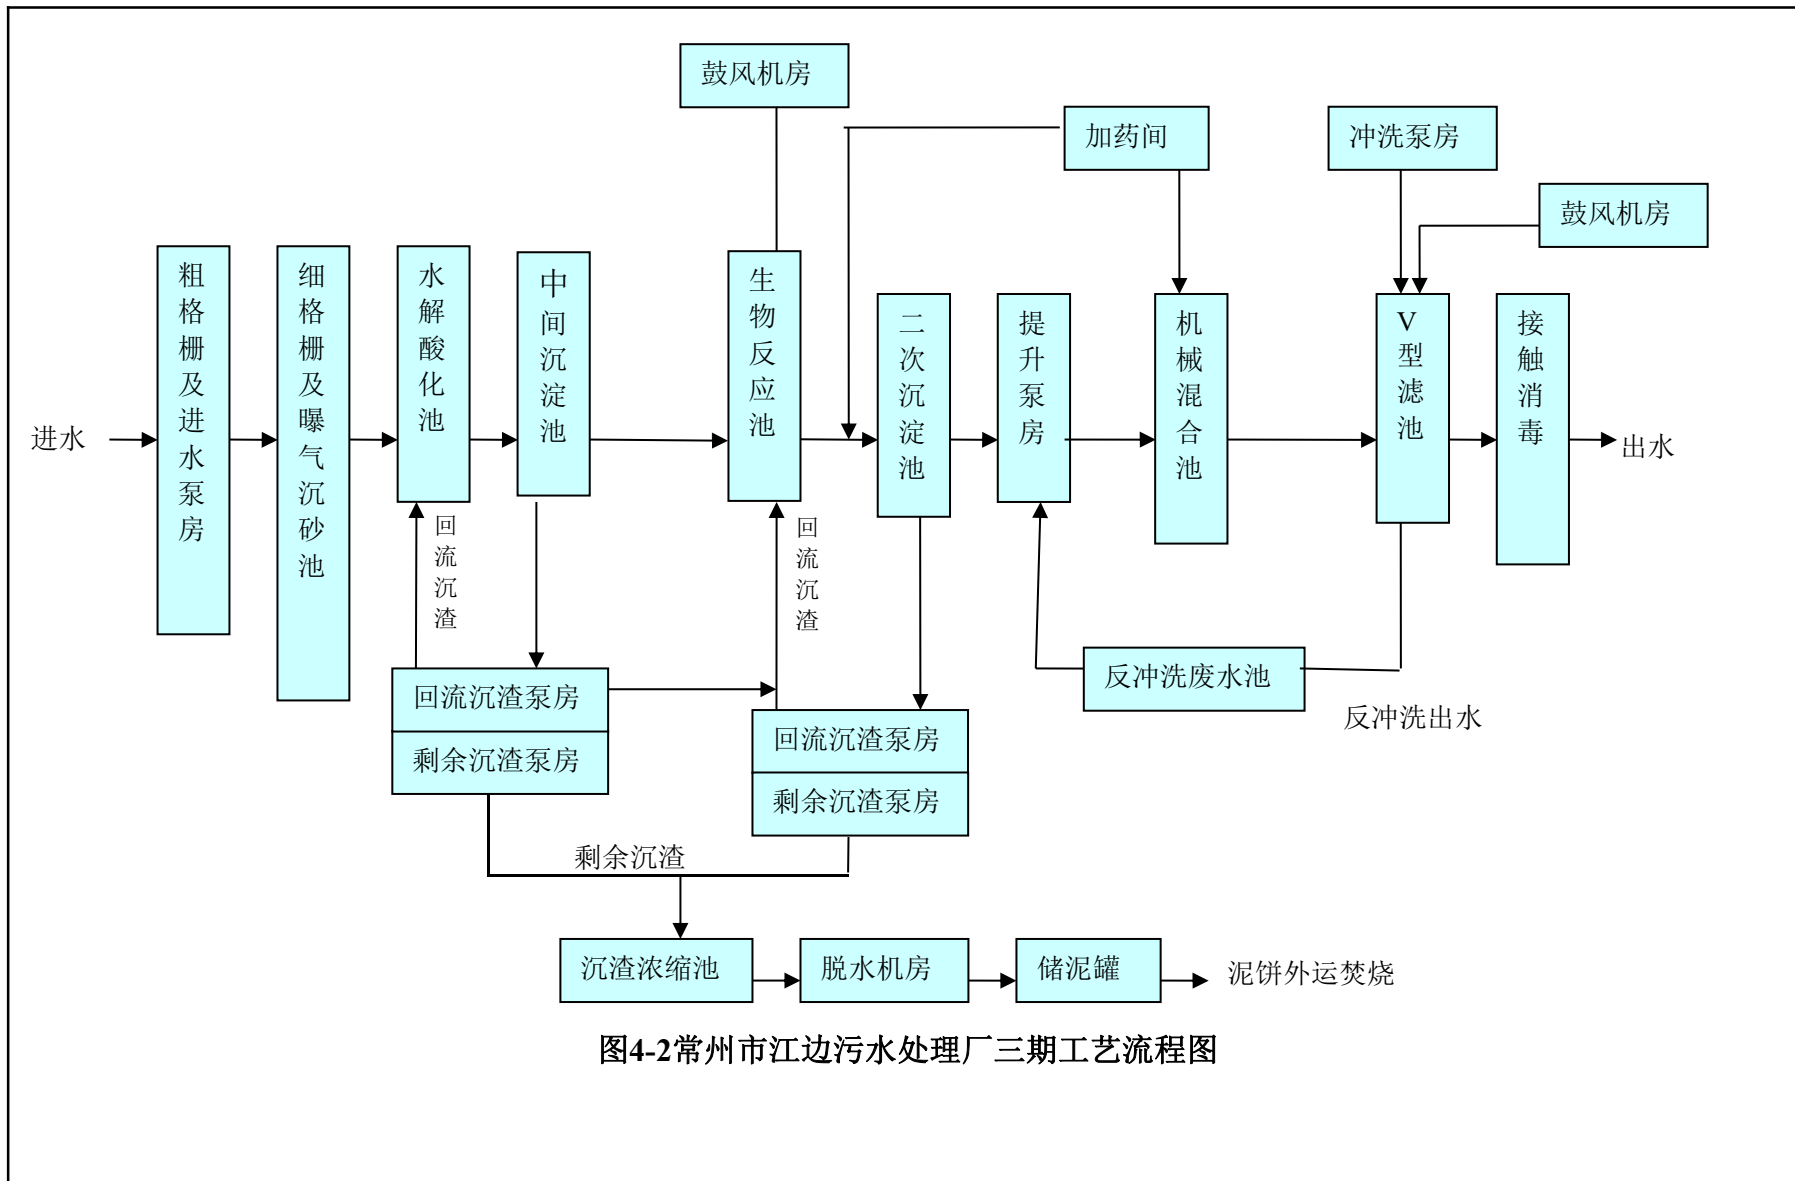 鼓风机房
加药间
冲洗泵房
鼓风机房
进水
粗格栅及进水泵房
细格栅及曝气沉砂池
水解酸化池
中间沉淀池
生物反应池
二次沉淀池
提升泵房
机械混合池
V型滤池
接触消毒
出水
回流沉渣
回流沉渣
回流沉渣泵房
剩余沉渣泵房
回流沉渣泵房
剩余沉渣泵房
反冲洗废水池
反冲洗出水
剩余沉渣
沉渣浓缩池
脱水机房
储泥罐
泥饼外运焚烧
图4-2常州市江边污水处理厂三期工艺流程图